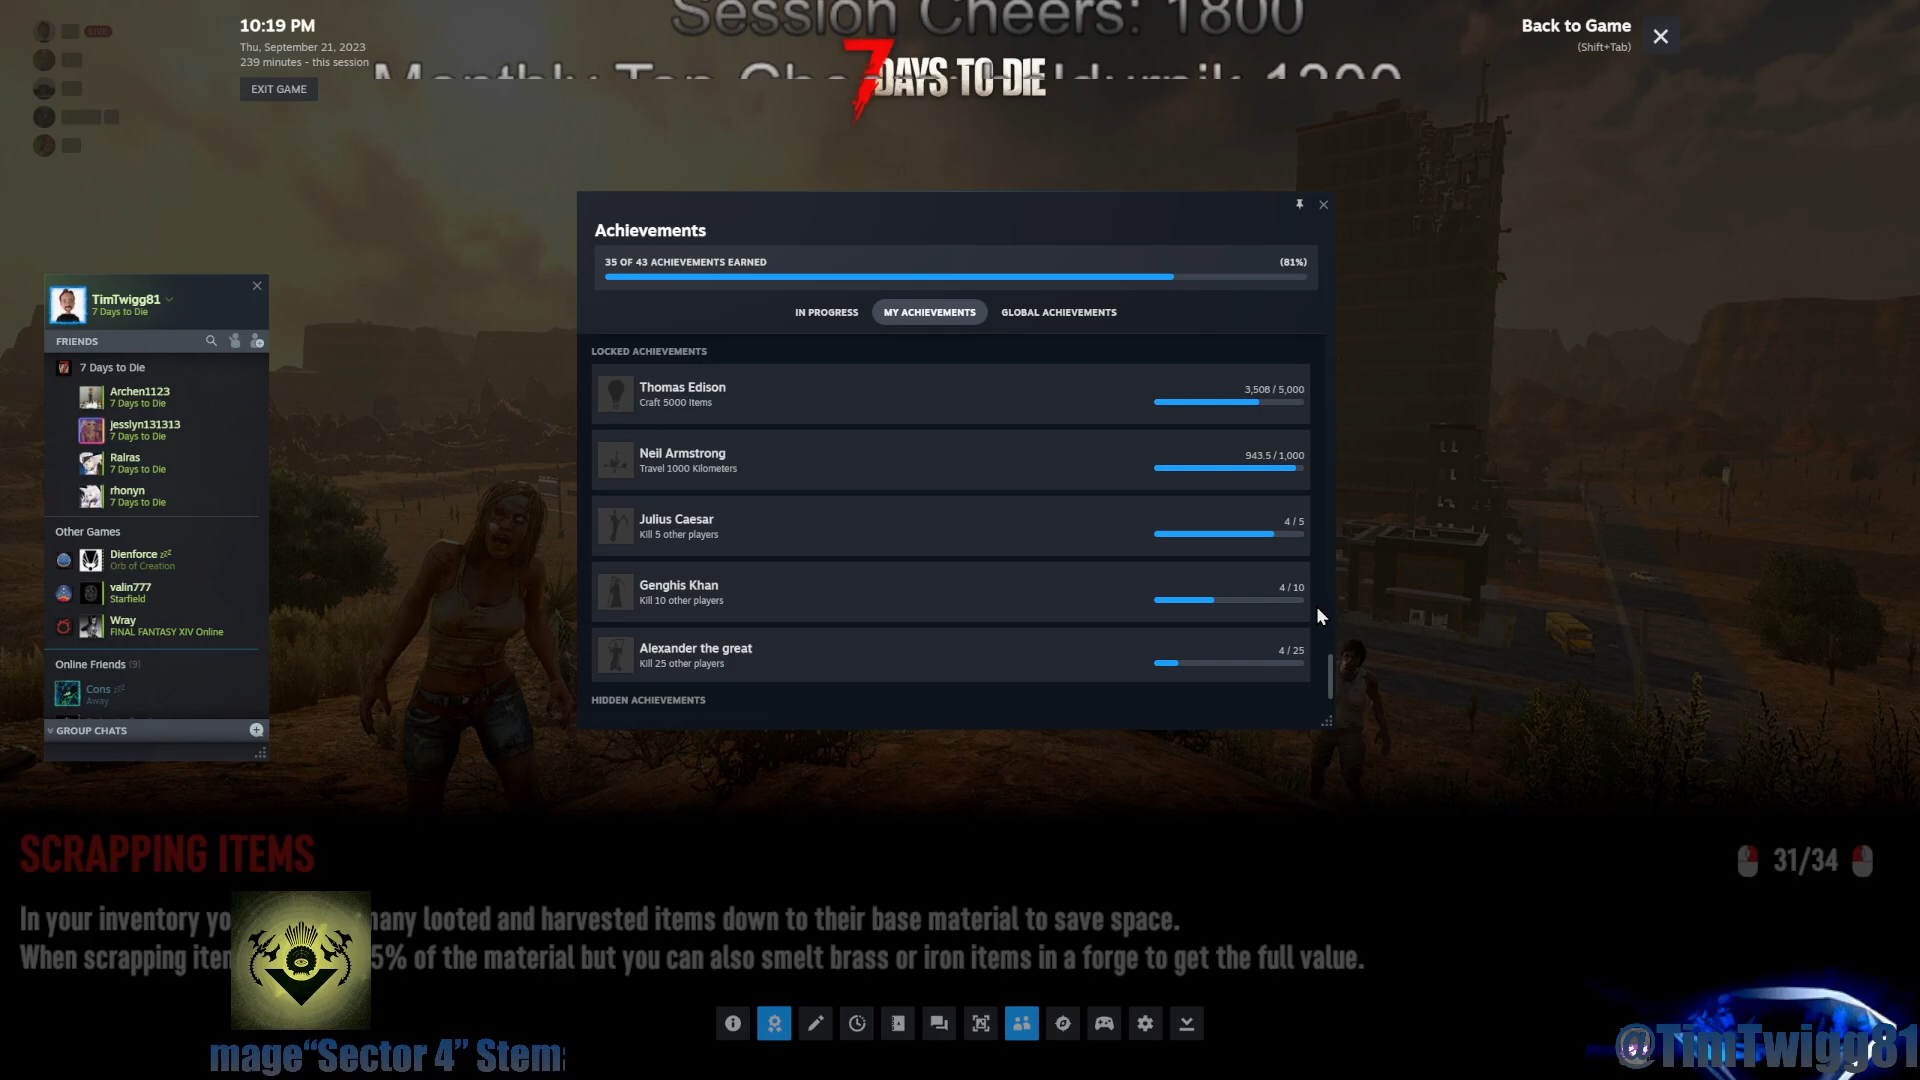 Session Cheers: 1800
10:19 PM
Thu, September 21, 2023
239 minutes - this session
EXIT GAME
LIVE
Monthly Top
1200
7 DAYS TO DIE
Back to Game
(Shift+Tab)
Achievements
35 OF 43 ACHIEVEMENTS EARNED
(81%)
IN PROGRESS
MY ACHIEVEMENTS
GLOBAL ACHIEVEMENTS
LOCKED ACHIEVEMENTS
Thomas Edison
Craft 5000 Items
3,508 / 5,000
Neil Armstrong
Travel 1000 Kilometers
943.5 / 1,000
Julius Caesar
Kill 5 other players
4 / 5
Genghis Khan
Kill 10 other players
4 / 10
Alexander the great
Kill 25 other players
4 / 25
HIDDEN ACHIEVEMENTS
TimTwigg81
7 Days to Die
FRIENDS
7 Days to Die
Archen1123
7 Days to Die
jesslyn131313
7 Days to Die
Ralras
7 Days to Die
rhonyn
7 Days to Die
Other Games
Dienforce zzz
Orb of Creation
valin777
Starfield
Wray
FINAL FANTASY XIV Online
Online Friends (9)
Cons zzz
Away
GROUP CHATS
SCRAPPING ITEMS
31/34
In your inventory yo many looted and harvested items down to their base material to save space.
When scrapping iten 5% of the material but you can also smelt brass or iron items in a forge to get the full value.
mage "Sector 4" Stem
@TimTwigg81